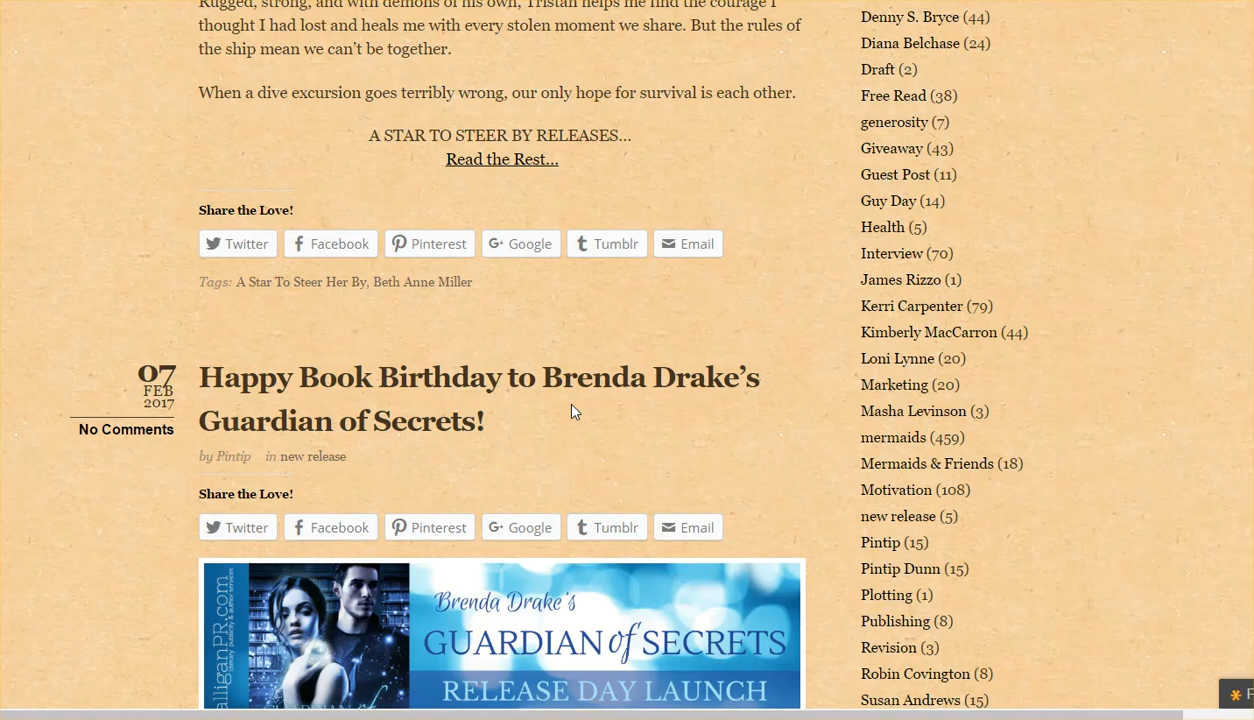 Rugged, strong, and with demons of his own, Tristan helps me find the courage I
thought I had lost and heals me with every stolen moment we share. But the rules of
the ship mean we can't be together.
When a dive excursion goes terribly wrong, our only hope for survival is each other.
A STAR TO STEER BY RELEASES...
Read the Rest...
Share the Love!
Twitter Facebook Pinterest Google Tumblr Email
Tags: A Star To Steer Her By, Beth Anne Miller
07
FEB
2017
No Comments
Happy Book Birthday to Brenda Drake's
Guardian of Secrets!
by Pintip in new release
Share the Love!
Twitter Facebook Pinterest Google Tumblr Email
alliganPR.com
literary publicity & author services
Brenda Drake's
GUARDIAN of SECRETS
RELEASE DAY LAUNCH
Denny S. Bryce (44)
Diana Belchase (24)
Draft (2)
Free Read (38)
generosity (7)
Giveaway (43)
Guest Post (11)
Guy Day (14)
Health (5)
Interview (70)
James Rizzo (1)
Kerri Carpenter (79)
Kimberly MacCarron (44)
Loni Lynne (20)
Marketing (20)
Masha Levinson (3)
mermaids (459)
Mermaids & Friends (18)
Motivation (108)
new release (5)
Pintip (15)
Pintip Dunn (15)
Plotting (1)
Publishing (8)
Revision (3)
Robin Covington (8)
Susan Andrews (15)
F